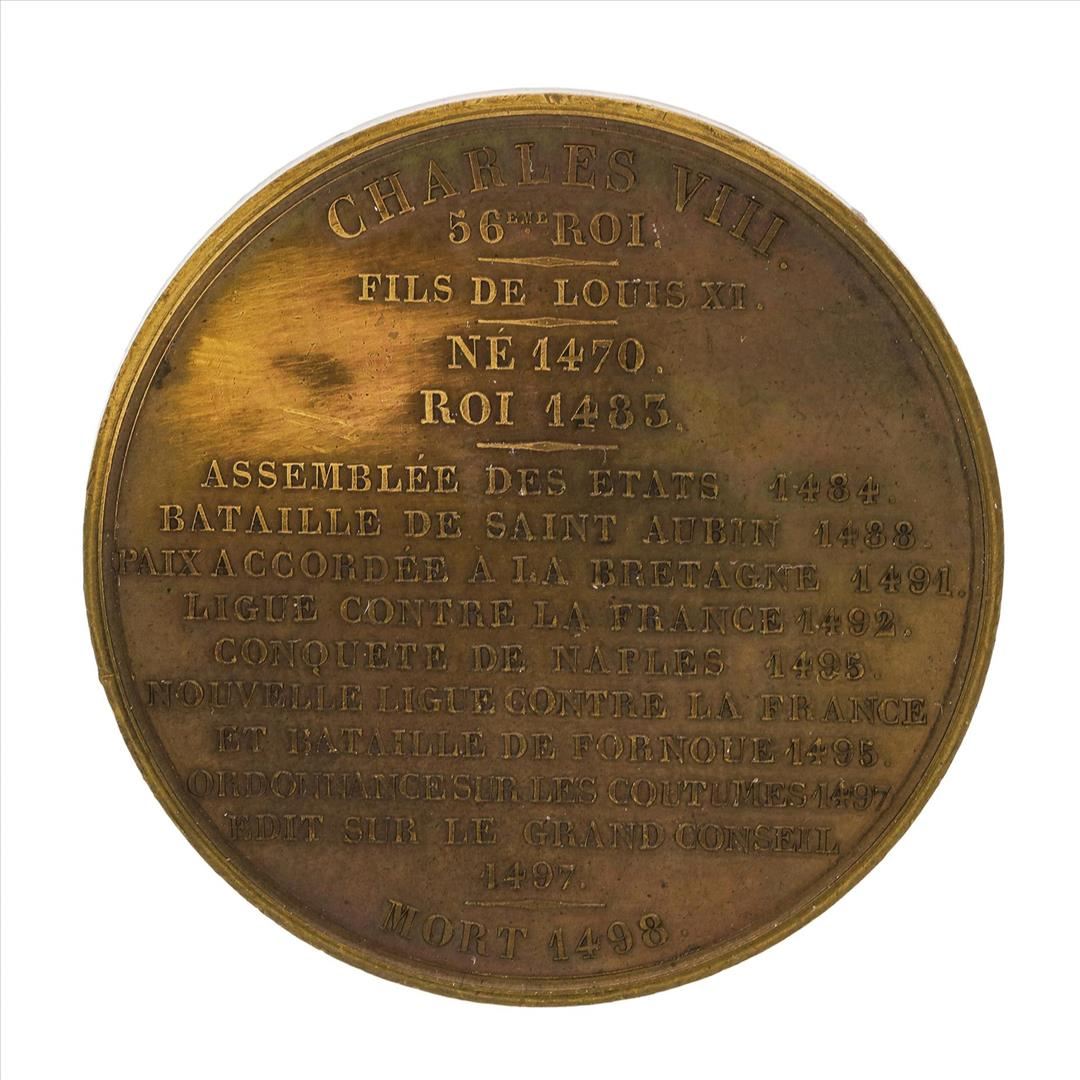 CHARLES VIII.
56EME ROI.
FILS DE LOUIS XI.
NÉ 1470.
ROI 1483.
ASSEMBLÉE DES ETATS 1484.
BATAILLE DE SAINT AUBIN 1488.
PAIX ACCORDÉE A LA BRETAGNE 1491.
LIGUE CONTRE LA FRANCE 1492.
CONQUETE DE NAPLES 1495.
NOUVELLE LIGUE CONTRE LA FRANCE
ET BATAILLE DE FORNOUE 1495.
ORDONNANCE SUR LES COUTUMES 1497
EDIT SUR LE GRAND CONSEIL
1497.
MORT 1498.